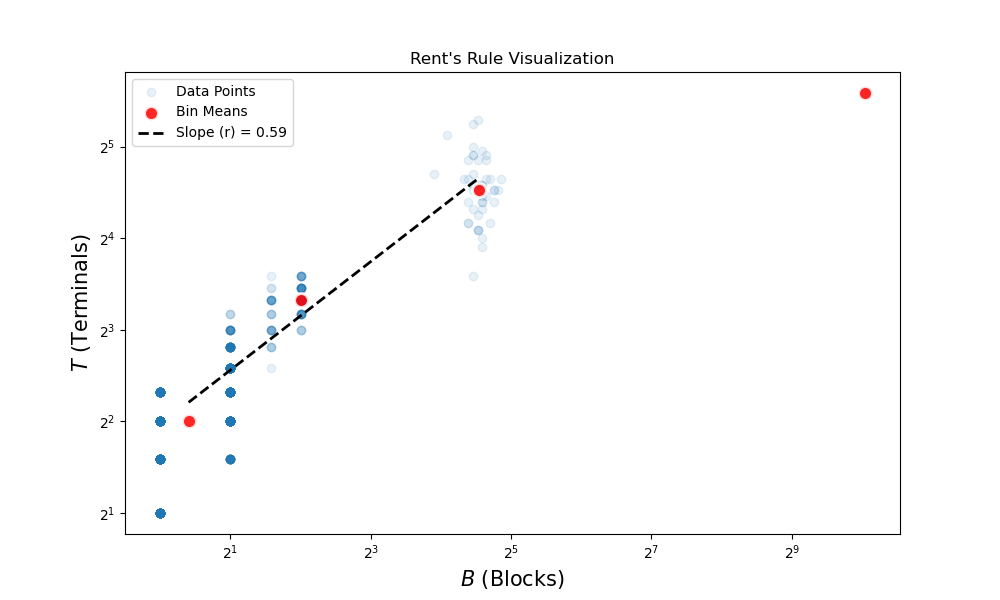 Rent's Rule Visualization
Data Points
Bin Means
Slope (r) = 0.59
T (Terminals)
2^5
2^4
2^3
2^2
2^1
2^1
2^3
2^5
2^7
2^9
B (Blocks)